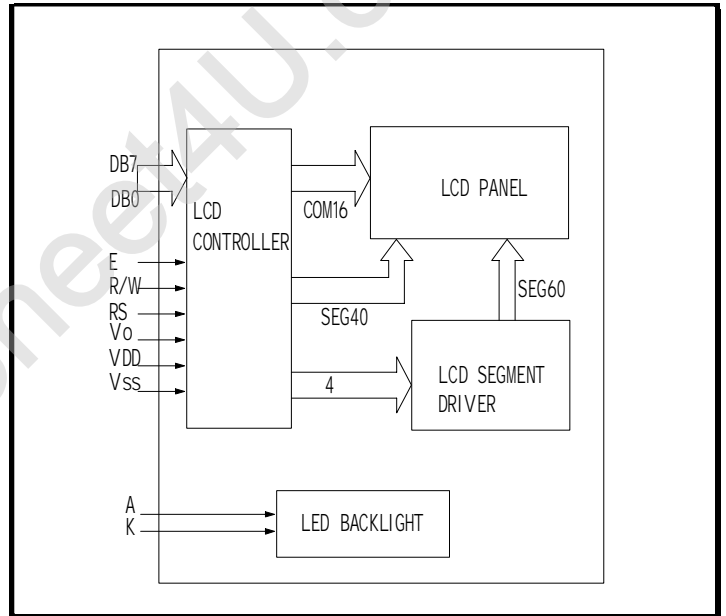 DB7
DB0
E
R/W
RS
Vo
VDD
Vss
LCD
CONTROLLER
COM16
SEG40
4
LCD PANEL
SEG60
LCD SEGMENT
DRIVER
A
K
LED BACKLIGHT